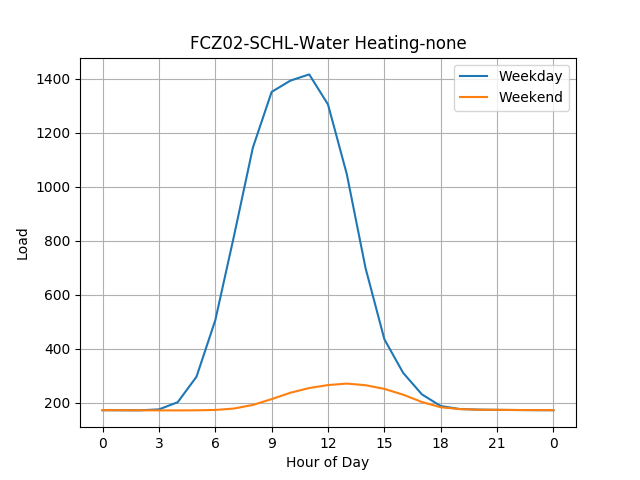 FCZ02-SCHL-Water Heating-none
Weekday
Weekend
Load
1400
1200
1000
800
600
400
200
0 3 6 9 12 15 18 21 0
Hour of Day